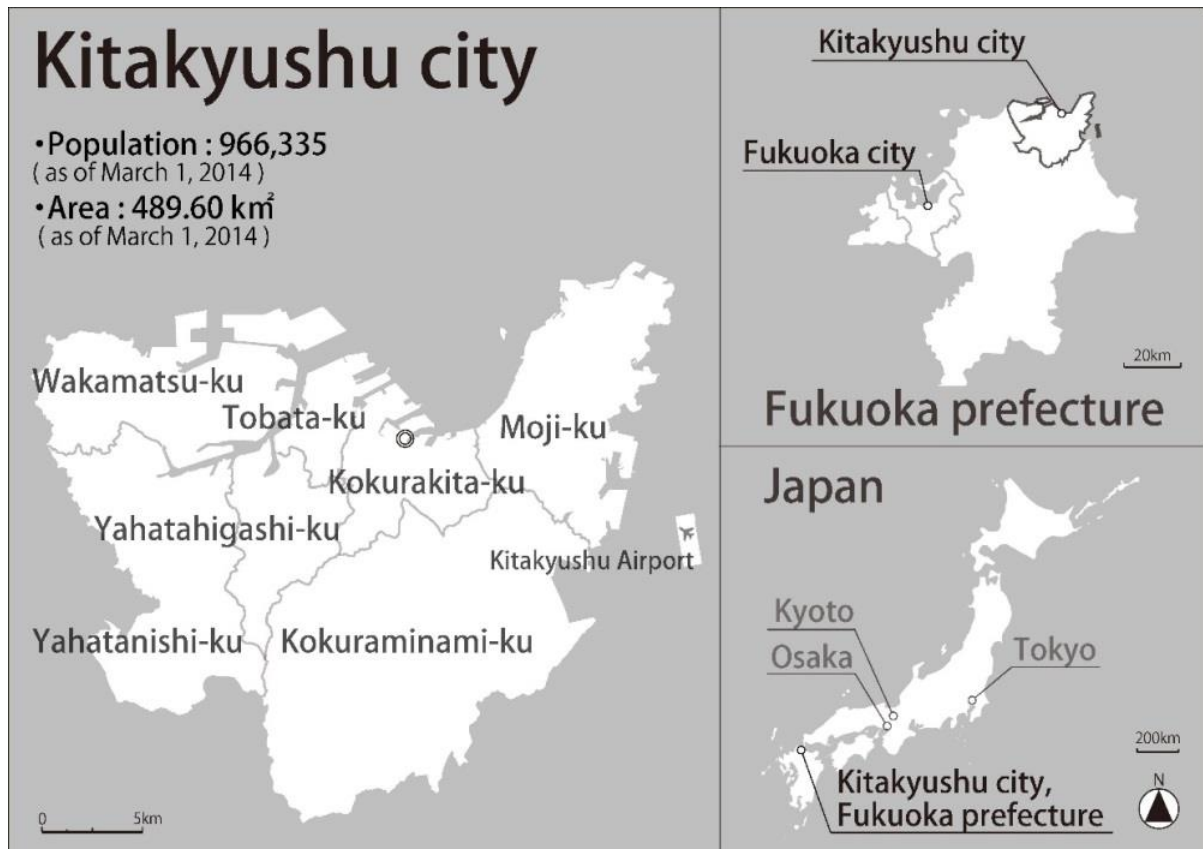 Kitakyushu city
・Population : 966,335
( as of March 1, 2014 )
・Area : 489.60 k㎡
( as of March 1, 2014 )
Wakamatsu-ku
Tobata-ku
Moji-ku
Kokurakita-ku
Yahatahigashi-ku
Kitakyushu Airport
Yahatanishi-ku
Kokuraminami-ku
0 5km
Kitakyushu city
Fukuoka city
20km
Fukuoka prefecture
Japan
Kyoto
Osaka
Tokyo
200km
Kitakyushu city,
Fukuoka prefecture
N